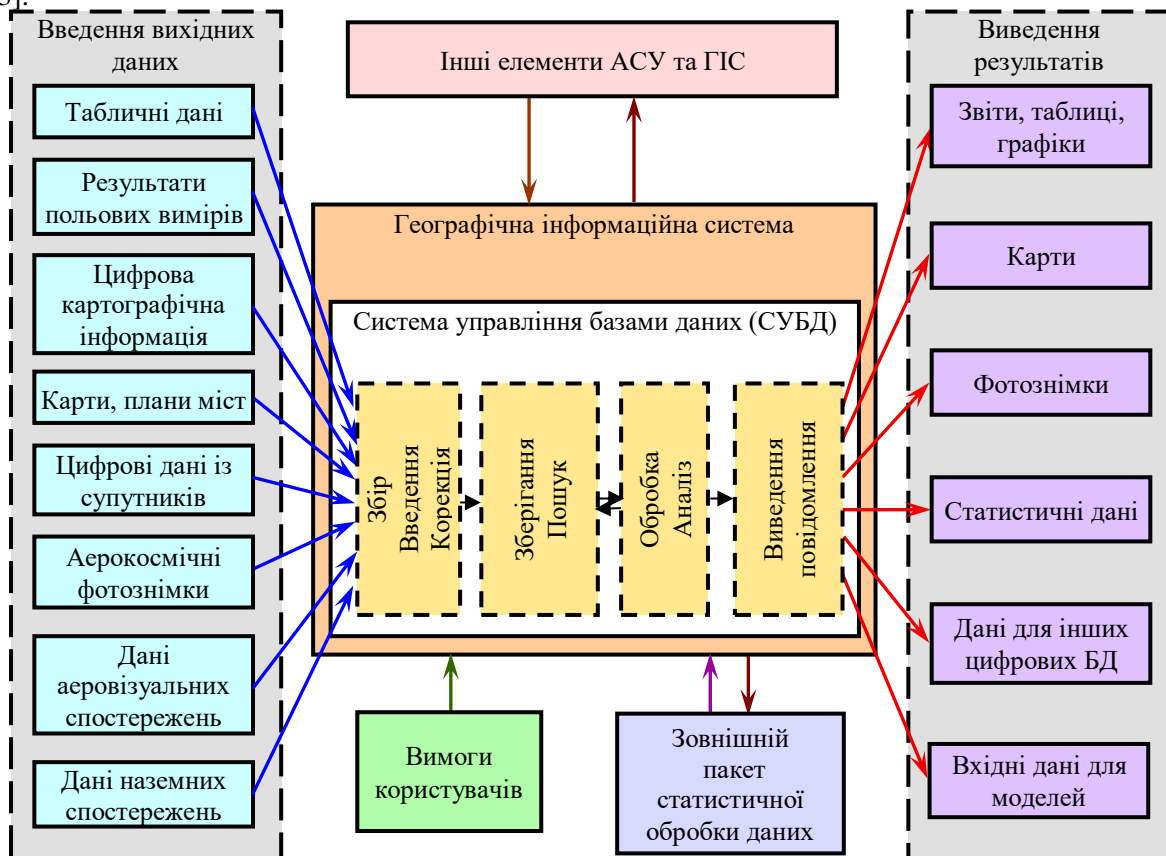 5].
Введення вихідних
даних
Табличні дані
Результати
польових вимірів
Цифрова
картографічна
інформація
Карти, плани міст
Цифрові дані із
супутників
Аерокосмічні
фотознімки
Дані
аеровізуальних
спостережень
Дані наземних
спостережень
Інші елементи АСУ та ГІС
Географічна інформаційна система
Система управління базами даних (СУБД)
Збір
Введення
Корекція
Зберігання
Пошук
Обробка
Аналіз
Виведення
повідомлення
Вимоги
користувачів
Зовнішній
пакет
статистичної
обробки даних
Виведення
результатів
Звіти, таблиці,
графіки
Карти
Фотознімки
Статистичні дані
Дані для інших
цифрових БД
Вхідні дані для
моделей